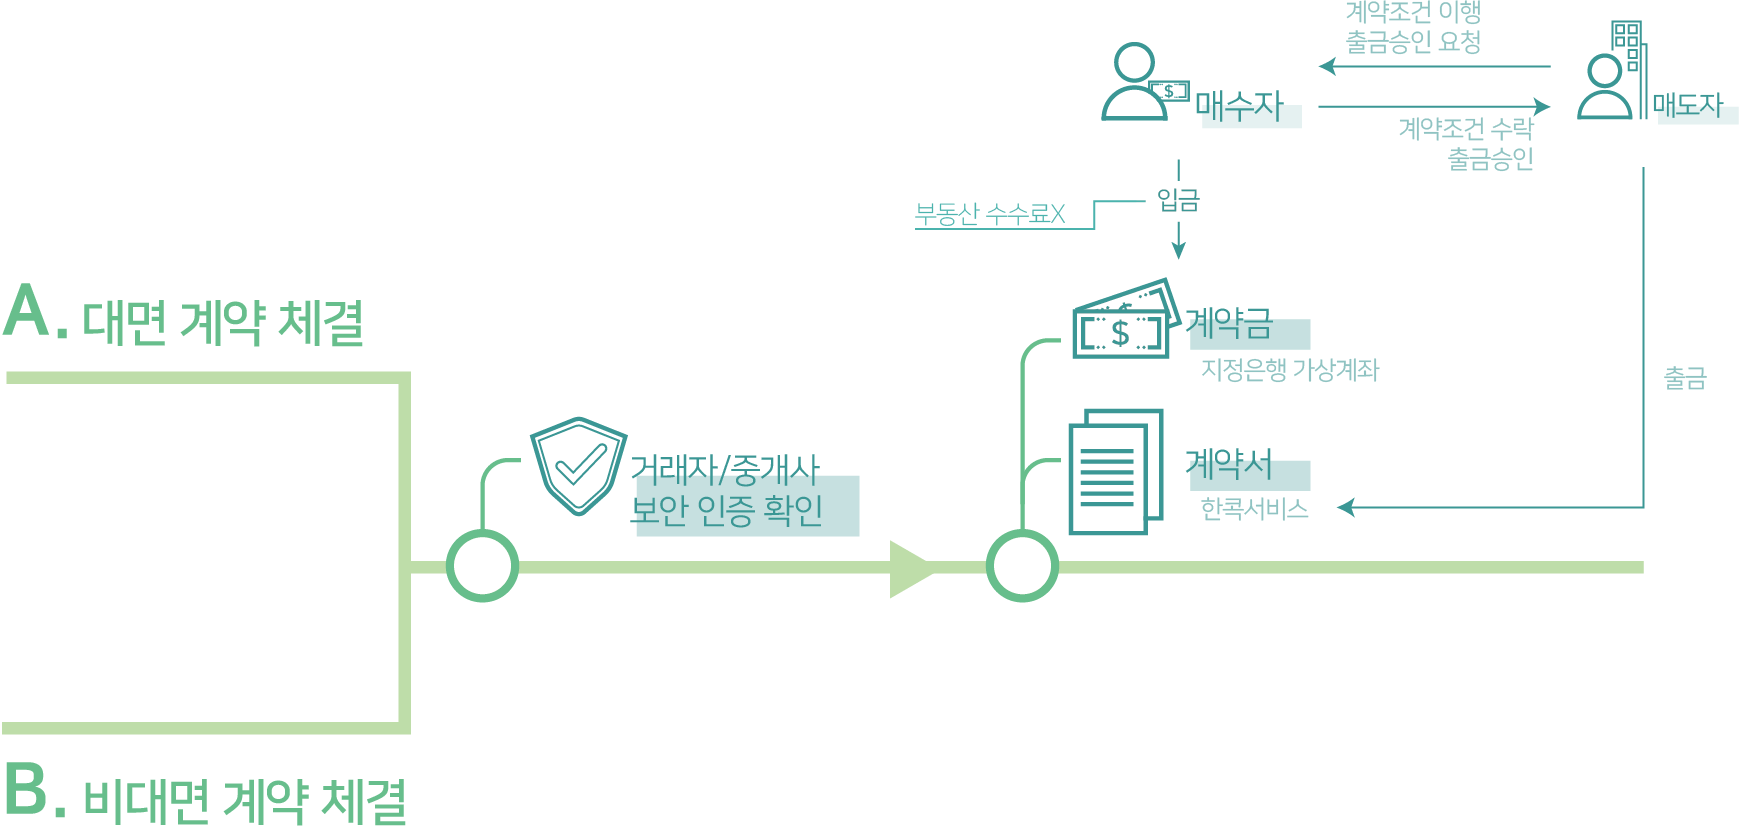 계약조건 이행
출금승인 요청
매수자
매도자
계약조건 수락
출금승인
입금
부동산 수수료X
A. 대면 계약 체결
계약금
지정은행 가상계좌
출금
거래자/중개사
보안 인증 확인
계약서
한콕서비스
B. 비대면 계약 체결